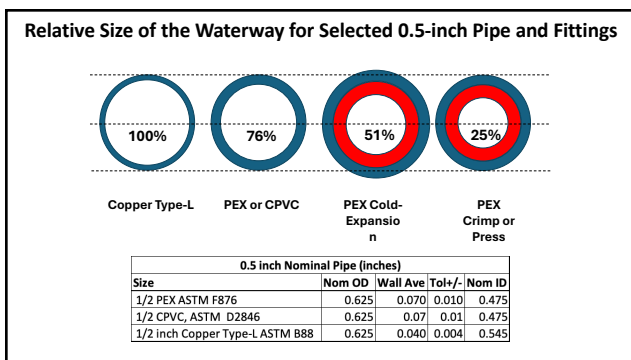 Relative Size of the Waterway for Selected 0.5-inch Pipe and Fittings
100% 76% 51% 25%
Copper Type-L PEX or CPVC PEX Cold- PEX
Expansio Crimp or
n Press
0.5 inch Nominal Pipe (inches)
Size Nom OD Wall Ave Tol+/- Nom ID
1/2 PEX ASTM F876 0.625 0.070 0.010 0.475
1/2 CPVC, ASTM D2846 0.625 0.07 0.01 0.475
1/2 inch Copper Type-L ASTM B88 0.625 0.040 0.004 0.545